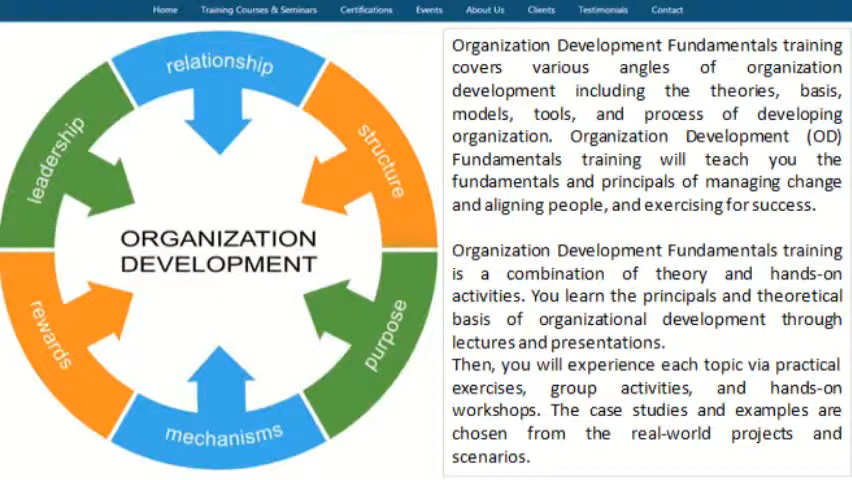 Home Training Courses & Seminars Certifications Events About Us Clients Testimonials Contact
relationship
structure
leadership
ORGANIZATION
DEVELOPMENT
rewards
purpose
mechanisms
Organization Development Fundamentals training
covers various angles of organization
development including the theories, basis,
models, tools, and process of developing
organization. Organization Development (OD)
Fundamentals training will teach you the
fundamentals and principals of managing change
and aligning people, and exercising for success.
Organization Development Fundamentals training
is a combination of theory and hands-on
activities. You learn the principals and theoretical
basis of organizational development through
lectures and presentations.
Then, you will experience each topic via practical
exercises, group activities, and hands-on
workshops. The case studies and examples are
chosen from the real-world projects and
scenarios.